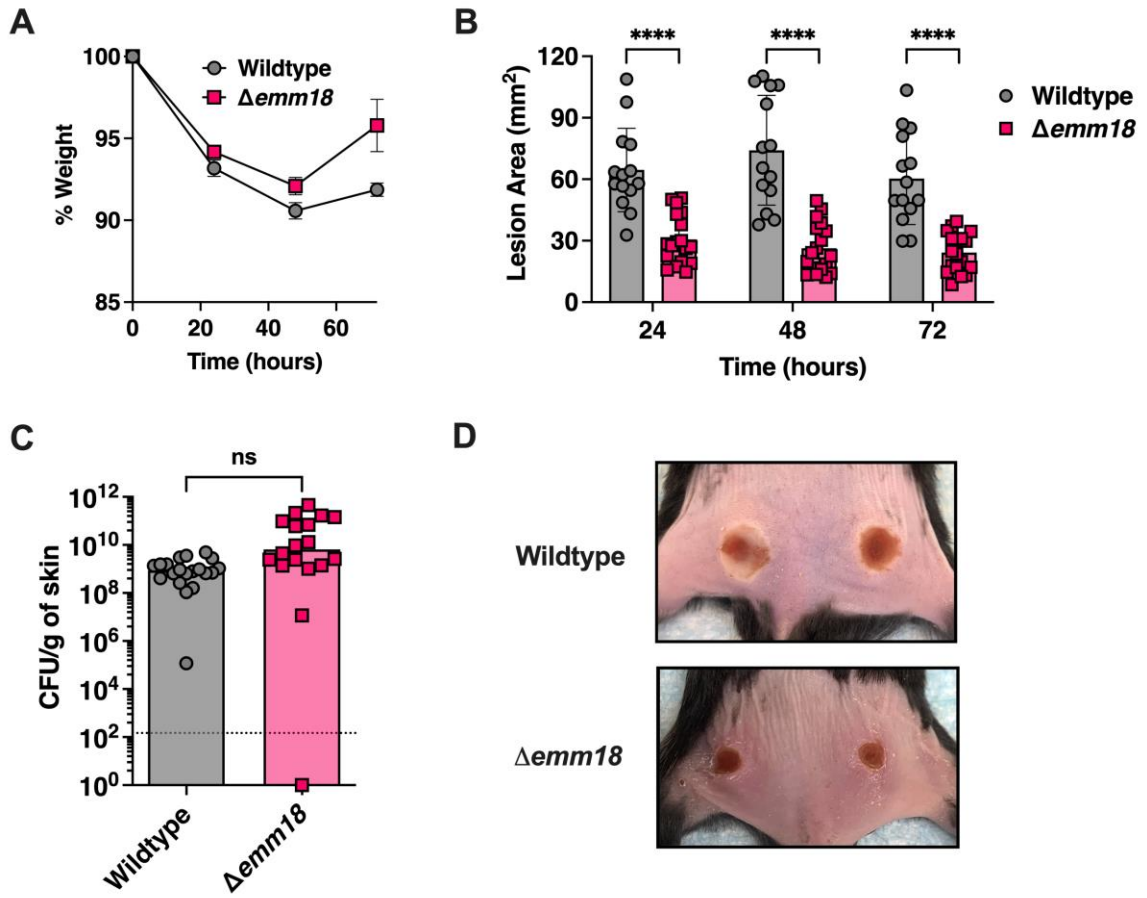 A
100
95
90
85
% Weight
Wildtype
Δemm18
0
20
40
60
Time (hours)
B
****
****
****
120
90
60
30
0
Lesion Area (mm²)
Wildtype
Δemm18
24
48
72
Time (hours)
C
ns
10¹²
10¹⁰
10⁸
10⁶
10⁴
10²
10⁰
CFU/g of skin
Wildtype
Δemm18
D
Wildtype
Δemm18